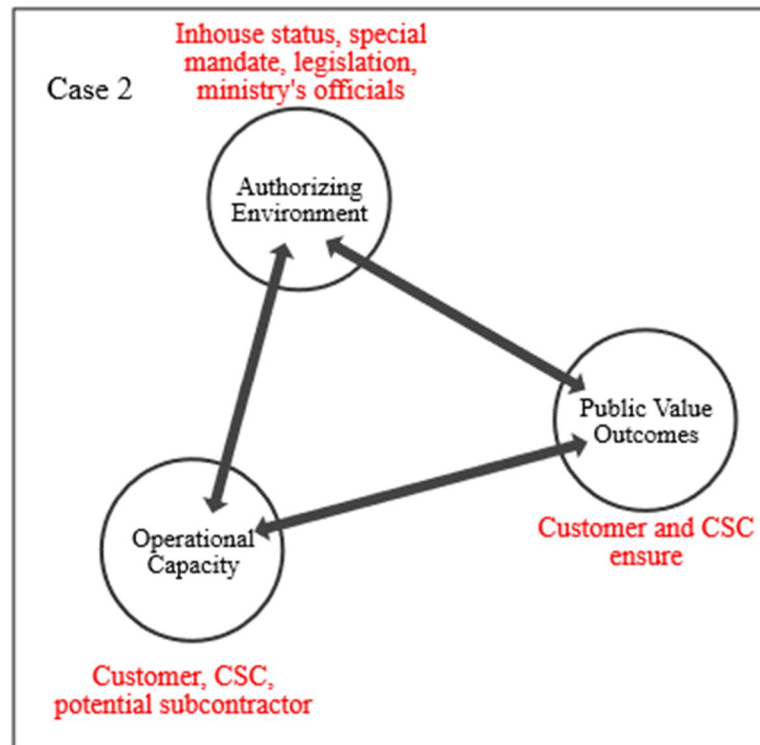 Inhouse status, special
mandate, legislation,
ministry's officials
Case 2
Authorizing
Environment
Public Value
Outcomes
Customer and CSC
ensure
Operational
Capacity
Customer, CSC,
potential subcontractor